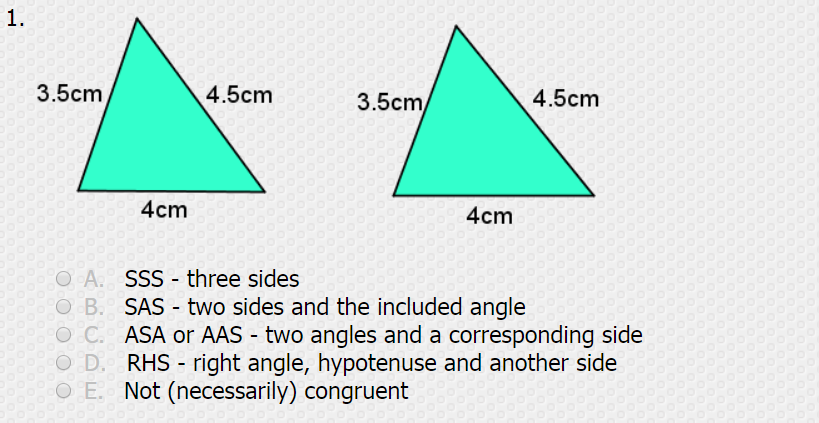 1.
3.5cm 4.5cm 3.5cm 4.5cm
4cm 4cm
A. SSS - three sides
B. SAS - two sides and the included angle
C. ASA or AAS - two angles and a corresponding side
D. RHS - right angle, hypotenuse and another side
E. Not (necessarily) congruent